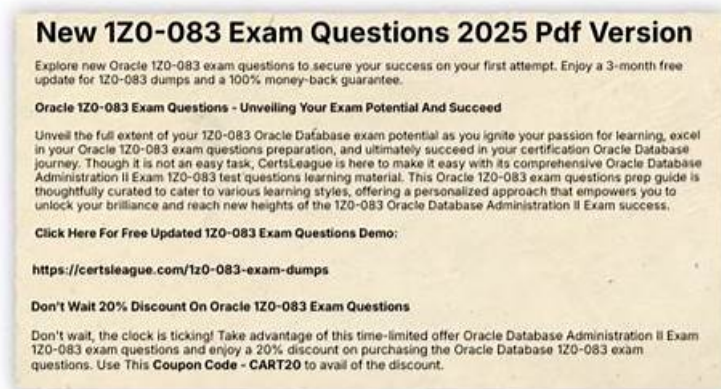 New 1Z0-083 Exam Questions 2025 Pdf Version
Explore new Oracle 1Z0-083 exam questions to secure your success on your first attempt. Enjoy a 3-month free
update for 1Z0-083 dumps and a 100% money-back guarantee.
Oracle 1Z0-083 Exam Questions - Unveiling Your Exam Potential And Succeed
Unveil the full extent of your 1Z0-083 Oracle Database exam potential as you ignite your passion for learning, excel
in your Oracle 1Z0-083 exam questions preparation, and ultimately succeed in your certification Oracle Database
journey. Though it is not an easy task, CertsLeague is here to make it easy with its comprehensive Oracle Database
Administration II Exam 1Z0-083 test questions learning material. This Oracle 1Z0-083 exam questions prep guide is
thoughtfully curated to cater to various learning styles, offering a personalized approach that empowers you to
unlock your brilliance and reach new heights of the 1Z0-083 Oracle Database Administration II Exam success.
Click Here For Free Updated 1Z0-083 Exam Questions Demo:
https://certsleague.com/1z0-083-exam-dumps
Don't Wait 20% Discount On Oracle 1Z0-083 Exam Questions
Don't wait, the clock is ticking! Take advantage of this time-limited offer Oracle Database Administration II Exam
1Z0-083 exam questions and enjoy a 20% discount on purchasing the Oracle Database 1Z0-083 exam
questions. Use This Coupon Code - CART20 to avail of the discount.